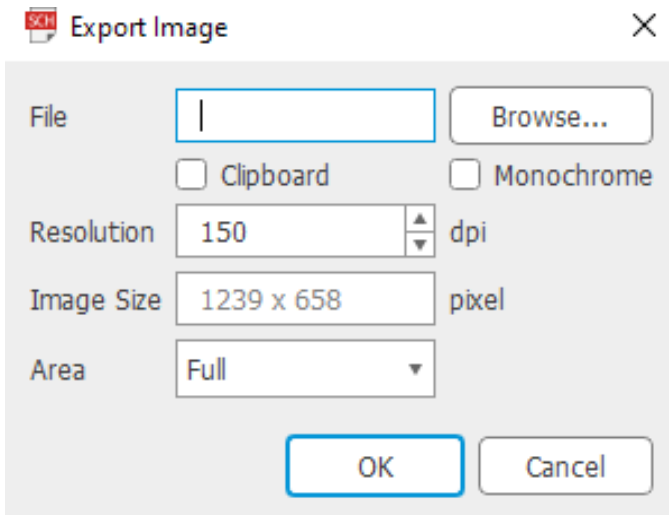 SCH Export Image
File Browse...
Clipboard Monochrome
Resolution 150 dpi
Image Size 1239 x 658 pixel
Area Full
OK Cancel